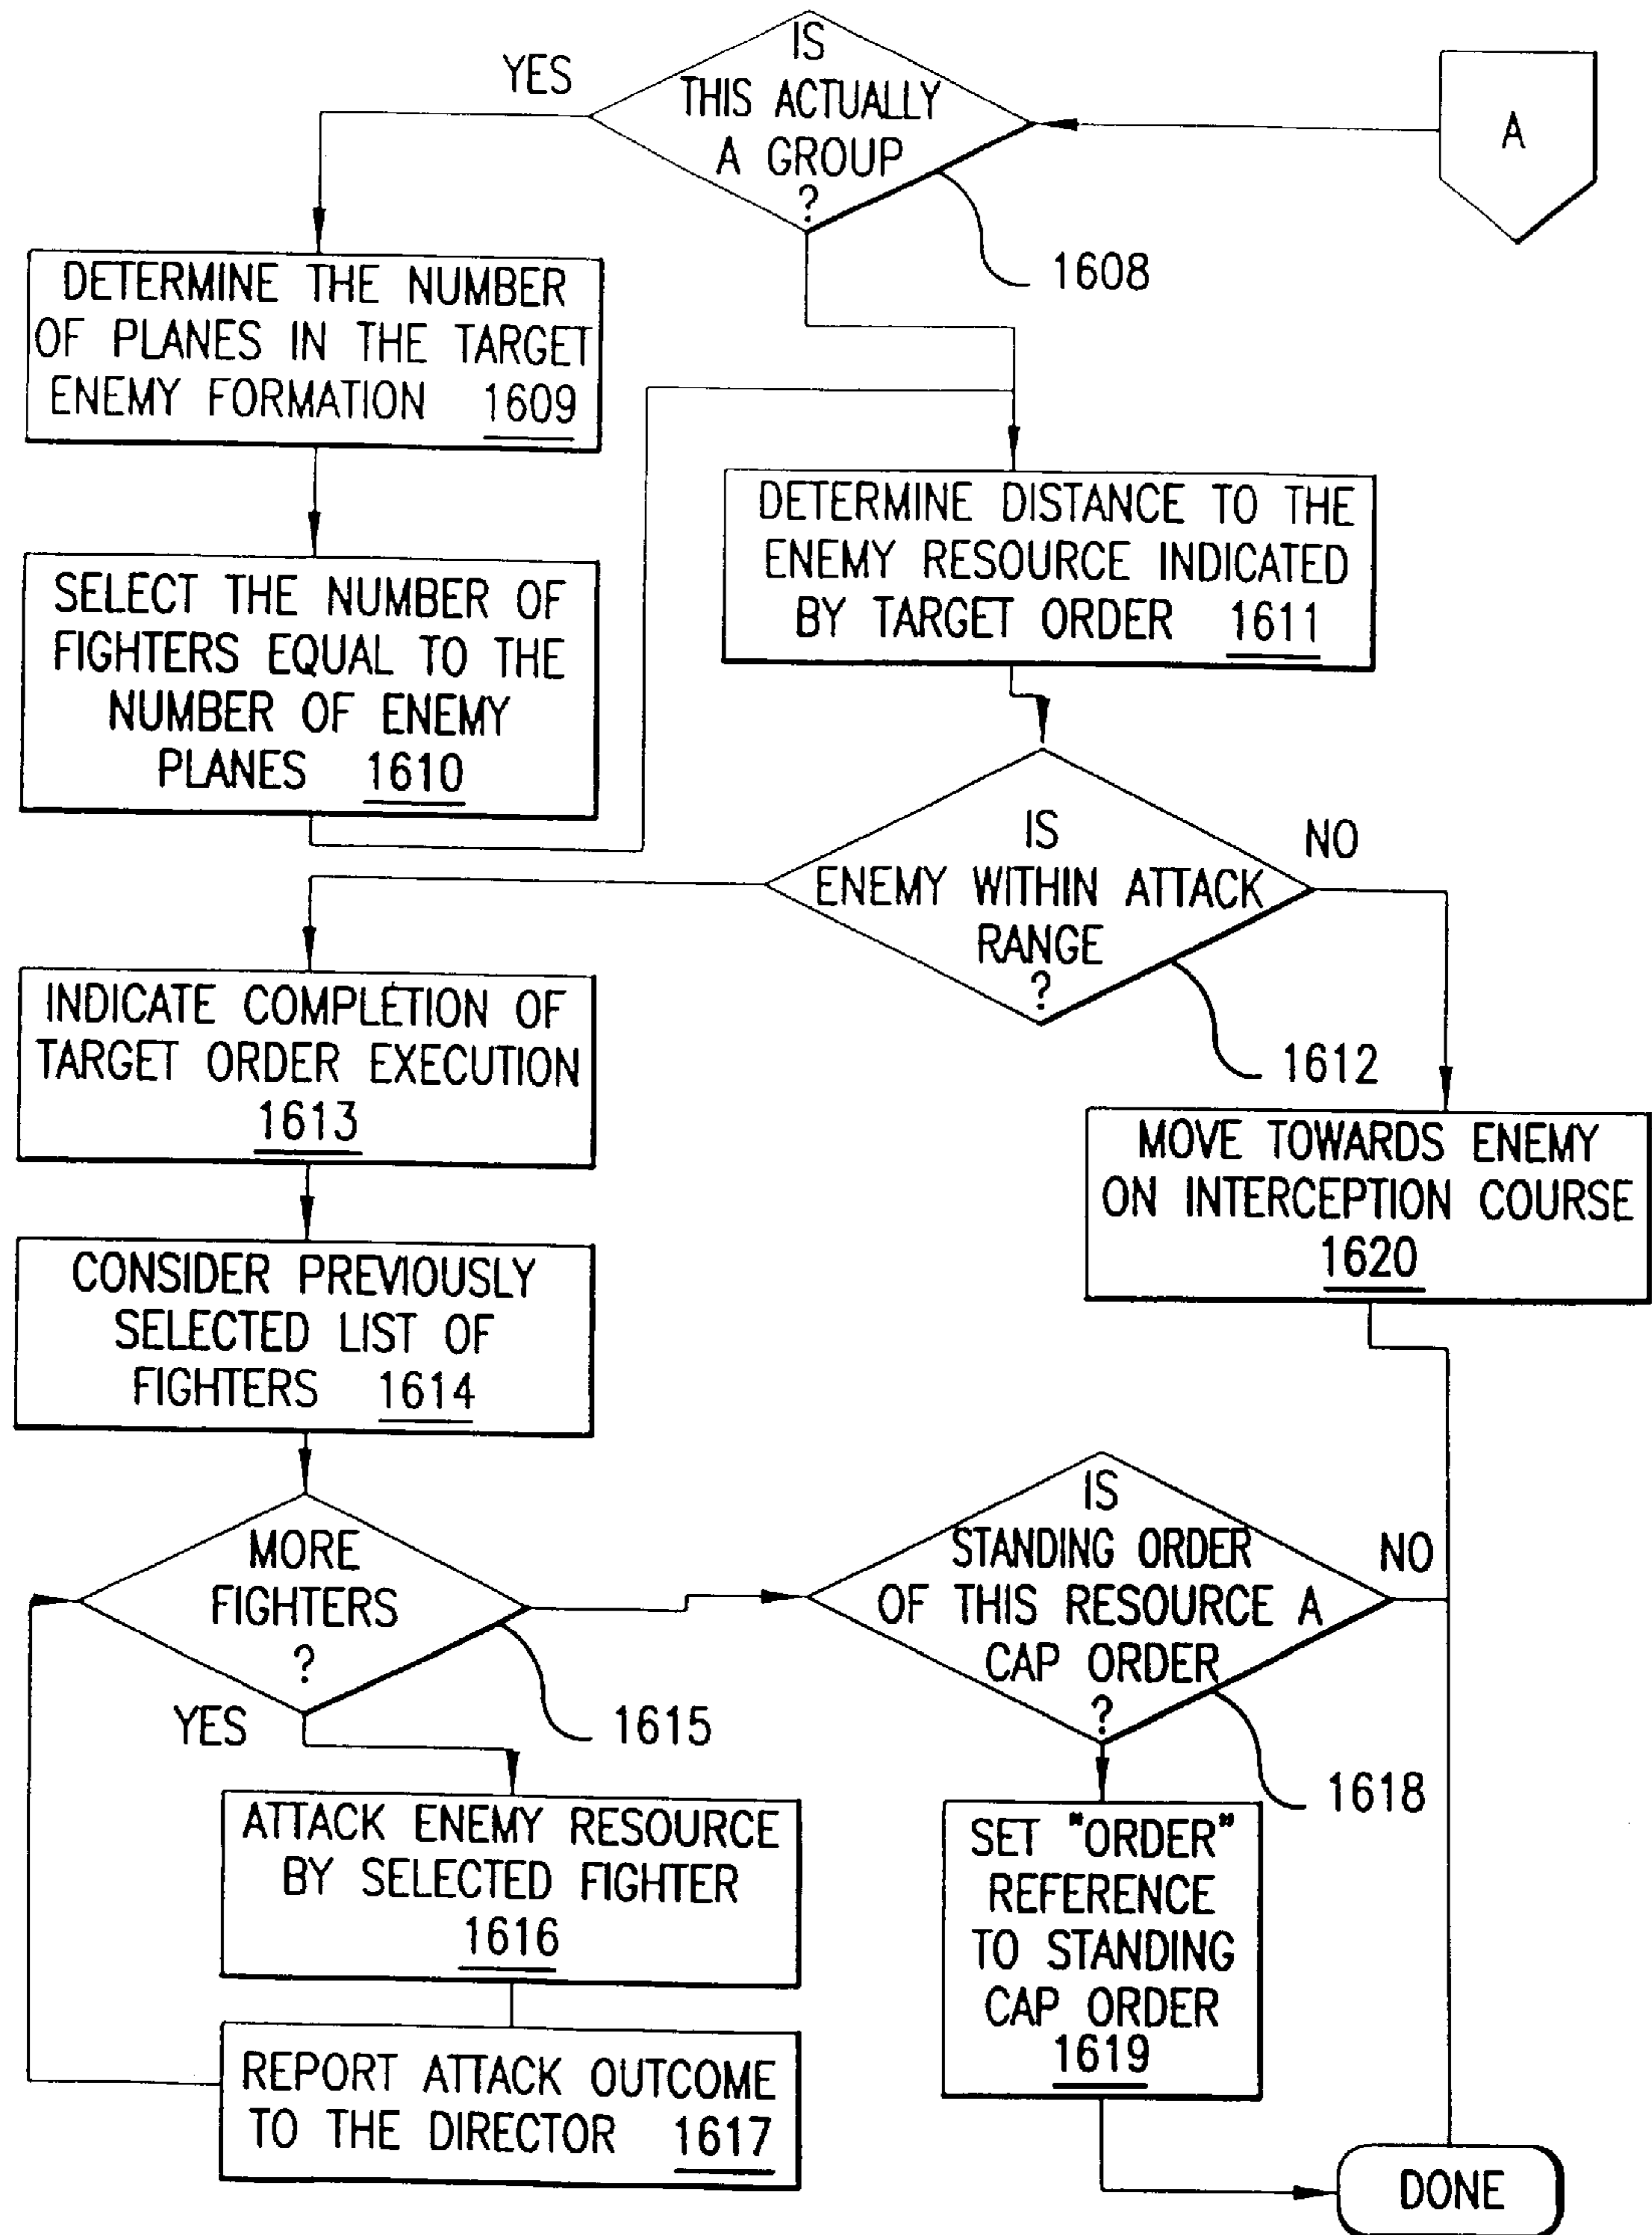 IS
THIS ACTUALLY
A GROUP
?
YES
A
1608
DETERMINE THE NUMBER
OF PLANES IN THE TARGET
ENEMY FORMATION 1609
SELECT THE NUMBER OF
FIGHTERS EQUAL TO THE
NUMBER OF ENEMY
PLANES 1610
DETERMINE DISTANCE TO THE
ENEMY RESOURCE INDICATED
BY TARGET ORDER 1611
IS
ENEMY WITHIN ATTACK
RANGE
?
NO
1612
INDICATE COMPLETION OF
TARGET ORDER EXECUTION
1613
MOVE TOWARDS ENEMY
ON INTERCEPTION COURSE
1620
CONSIDER PREVIOUSLY
SELECTED LIST OF
FIGHTERS 1614
MORE
FIGHTERS
?
YES
1615
IS
STANDING ORDER
OF THIS RESOURCE A
CAP ORDER
?
NO
1618
ATTACK ENEMY RESOURCE
BY SELECTED FIGHTER
1616
REPORT ATTACK OUTCOME
TO THE DIRECTOR 1617
SET "ORDER"
REFERENCE
TO STANDING
CAP ORDER
1619
DONE